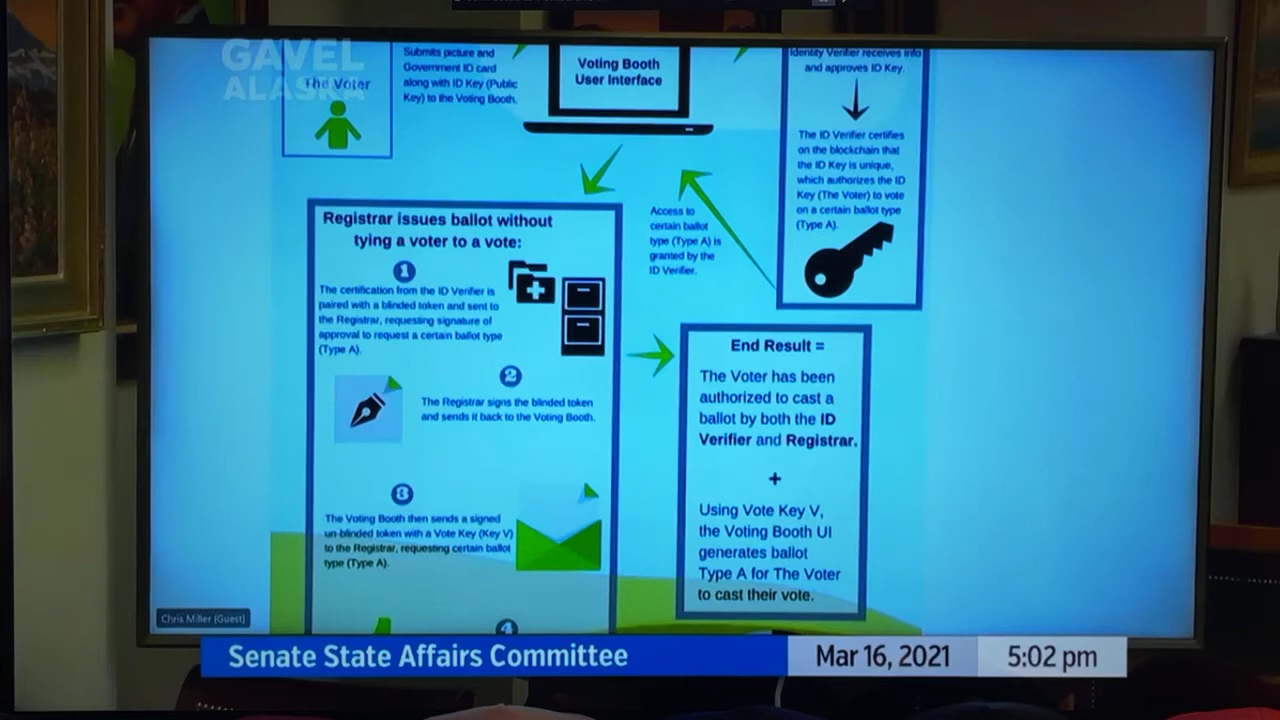 GAVEL
ALASKA
The Voter
Submits picture and
Government ID card
along with ID Key (Public
Key) to the Voting Booth.
Voting Booth
User Interface
Identity Verifier receives info
and approves ID Key.
The ID Verifier certifies
on the blockchain that
the ID Key is unique,
which authorizes the ID
Key (The Voter) to vote
on a certain ballot type
(Type A).
Access to
certain ballot
type (Type A) is
granted by the
ID Verifier.
Registrar issues ballot without
tying a voter to a vote:
1
The certification from the ID Verifier is
paired with a blinded token and sent to
the Registrar, requesting signature of
approval to request a certain ballot type
(Type A).
2
The Registrar signs the blinded token
and sends it back to the Voting Booth.
3
The Voting Booth then sends a signed
un-blinded token with a Vote Key (Key V)
to the Registrar, requesting certain ballot
type (Type A).
4
End Result =
The Voter has been
authorized to cast a
ballot by both the ID
Verifier and Registrar.
+
Using Vote Key V,
the Voting Booth UI
generates ballot
Type A for The Voter
to cast their vote.
Chris Miller (Guest)
Senate State Affairs Committee
Mar 16, 2021
5:02 pm